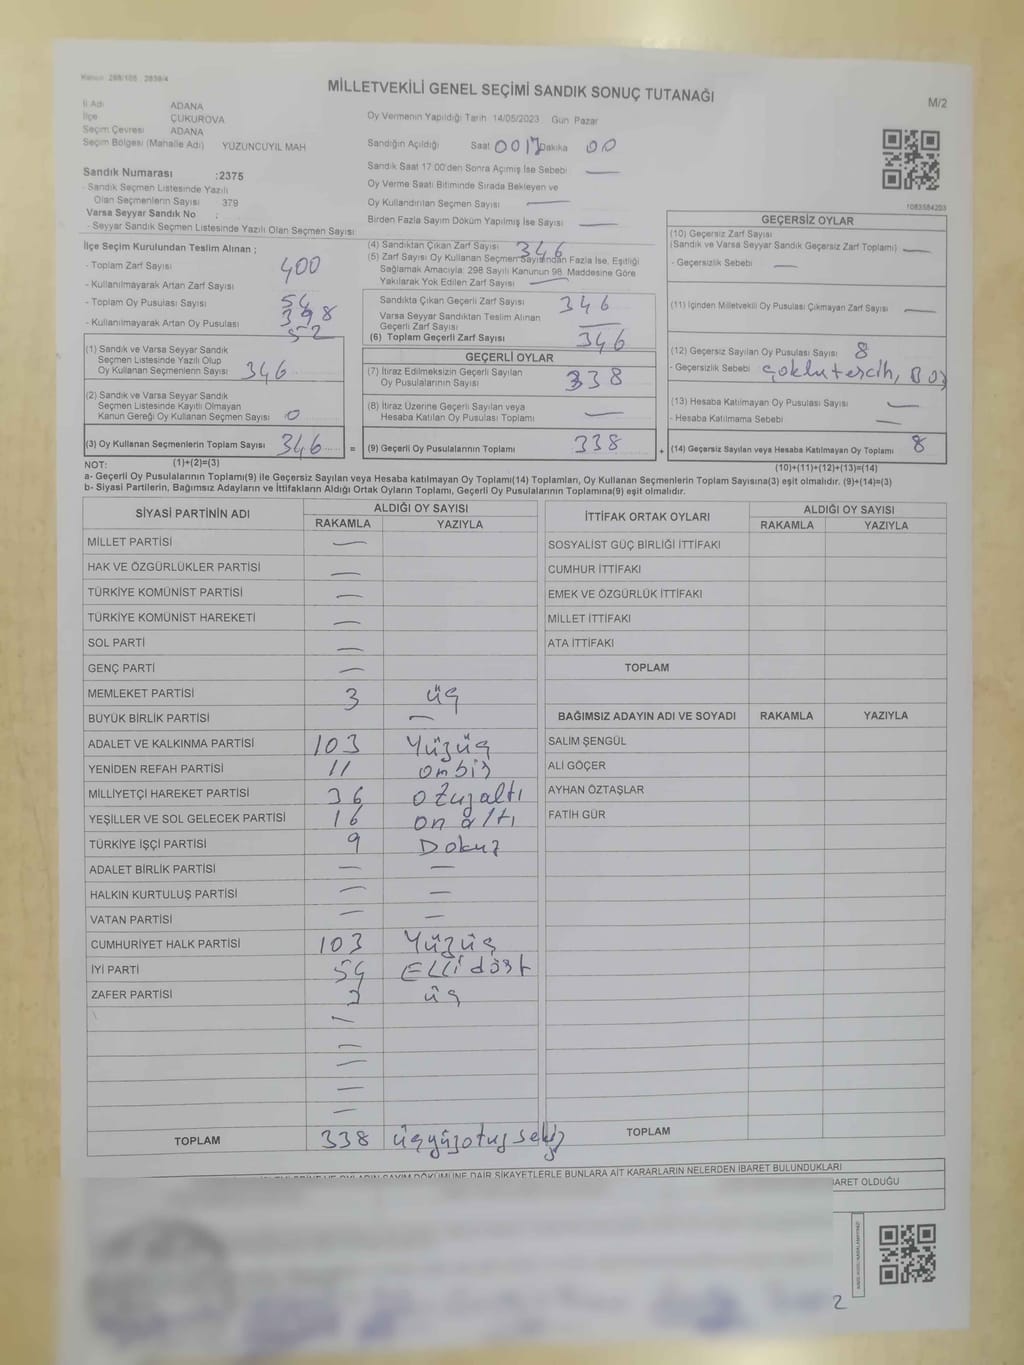 Kanun: 298/105 : 2839/4
MİLLETVEKİLİ GENEL SEÇİMİ SANDIK SONUÇ TUTANAĞI
M/2
İl Adı ADANA
İlçe ÇUKUROVA
Seçim Çevresi ADANA
Seçim Bölgesi (Mahalle Adı) YÜZÜNCÜYIL MAH
Sandık Numarası :2375
- Sandık Seçmen Listesinde Yazılı
Olan Seçmenlerin Sayısı 379
Varsa Seyyar Sandık No :
- Seyyar Sandık Seçmen Listesinde Yazılı Olan Seçmen Sayısı
Oy Vermenin Yapıldığı Tarih 14/05/2023 Gün Pazar
Sandığın Açıldığı Saat 0017 Dakika 00
Sandık Saat 17:00'den Sonra Açımış İse Sebebi —
Oy Verme Saati Bitiminde Sırada Bekleyen ve
Oy Kullandırılan Seçmen Sayısı —
Birden Fazla Sayım Döküm Yapılmış İse Sayısı —
1083584203
İlçe Seçim Kurulundan Teslim Alınan ;
- Toplam Zarf Sayısı 400
- Kullanılmayarak Artan Zarf Sayısı 54
- Toplam Oy Pusulası Sayısı 398
- Kullanılmayarak Artan Oy Pusulası 52
(1) Sandık ve Varsa Seyyar Sandık
Seçmen Listesinde Yazılı Olup
Oy Kullanan Seçmenlerin Sayısı 346
(2) Sandık ve Varsa Seyyar Sandık
Seçmen Listesinde Kayıtlı Olmayan
Kanun Gereği Oy Kullanan Seçmen Sayısı 0
(3) Oy Kullanan Seçmenlerin Toplam Sayısı 346 =
(1)+(2)=(3)
(4) Sandıktan Çıkan Zarf Sayısı 346
(5) Zarf Sayısı Oy Kullanan Seçmen Sayısından Fazla İse, Eşitliği
Sağlamak Amacıyla; 298 Sayılı Kanunun 98. Maddesine Göre
Yakılarak Yok Edilen Zarf Sayısı —
Sandıkta Çıkan Geçerli Zarf Sayısı 346
Varsa Seyyar Sandıktan Teslim Alınan
Geçerli Zarf Sayısı —
(6) Toplam Geçerli Zarf Sayısı 346
GEÇERLİ OYLAR
(7) İtiraz Edilmeksizin Geçerli Sayılan
Oy Pusulalarının Sayısı 338
(8) İtiraz Üzerine Geçerli Sayılan veya
Hesaba Katılan Oy Pusulası Toplamı —
(9) Geçerli Oy Pusulalarının Toplamı 338 +
GEÇERSİZ OYLAR
(10) Geçersiz Zarf Sayısı
(Sandık ve Varsa Seyyar Sandık Geçersiz Zarf Toplamı) —
- Geçersizlik Sebebi —
(11) İçinden Milletvekili Oy Pusulası Çıkmayan Zarf Sayısı —
(12) Geçersiz Sayılan Oy Pusulası Sayısı 8
- Geçersizlik Sebebi çoklu tercih, Boş
(13) Hesaba Katılmayan Oy Pusulası Sayısı —
- Hesaba Katılmama Sebebi —
(14) Geçersiz Sayılan veya Hesaba Katılmayan Oy Toplamı 8
(10)+(11)+(12)+(13)=(14)
NOT:
a- Geçerli Oy Pusulalarının Toplamı(9) ile Geçersiz Sayılan veya Hesaba katılmayan Oy Toplamı(14) Toplamları, Oy Kullanan Seçmenlerin Toplam Sayısına(3) eşit olmalıdır. (9)+(14)=(3)
b- Siyasi Partilerin, Bağımsız Adayların ve İttifakların Aldığı Ortak Oyların Toplamı, Geçerli Oy Pusulalarının Toplamına(9) eşit olmalıdır.
SİYASİ PARTİNİN ADI ALDIĞI OY SAYISI
RAKAMLA YAZIYLA
MİLLET PARTİSİ —
HAK VE ÖZGÜRLÜKLER PARTİSİ —
TÜRKİYE KOMÜNİST PARTİSİ —
TÜRKİYE KOMÜNİST HAREKETİ —
SOL PARTİ —
GENÇ PARTİ —
MEMLEKET PARTİSİ 3 üç
BÜYÜK BİRLİK PARTİSİ —
ADALET VE KALKINMA PARTİSİ 103 Yüzüç
YENİDEN REFAH PARTİSİ 11 onbir
MİLLİYETÇİ HAREKET PARTİSİ 36 otuzaltı
YEŞİLLER VE SOL GELECEK PARTİSİ 16 on altı
TÜRKİYE İŞÇİ PARTİSİ 9 Dokuz
ADALET BİRLİK PARTİSİ — —
HALKIN KURTULUŞ PARTİSİ — —
VATAN PARTİSİ — —
CUMHURİYET HALK PARTİSİ 103 Yüzüç
İYİ PARTİ 54 Elli dört
ZAFER PARTİSİ 3 üç
—
—
—
—
—
TOPLAM 338 üçyüzotuzsekiz
İTTİFAK ORTAK OYLARI ALDIĞI OY SAYISI
RAKAMLA YAZIYLA
SOSYALİST GÜÇ BİRLİĞİ İTTİFAKI
CUMHUR İTTİFAKI
EMEK VE ÖZGÜRLÜK İTTİFAKI
MİLLET İTTİFAKI
ATA İTTİFAKI
TOPLAM
BAĞIMSIZ ADAYIN ADI VE SOYADI RAKAMLA YAZIYLA
SALİM ŞENGÜL
ALİ GÖÇER
AYHAN ÖZTAŞLAR
FATİH GÜR
TOPLAM
SAYIM DÖKÜMÜNE DAİR ŞİKAYETLERLE BUNLARA AİT KARARLARIN NELERDEN İBARET BULUNDUKLARI
İBARET OLDUĞU
2